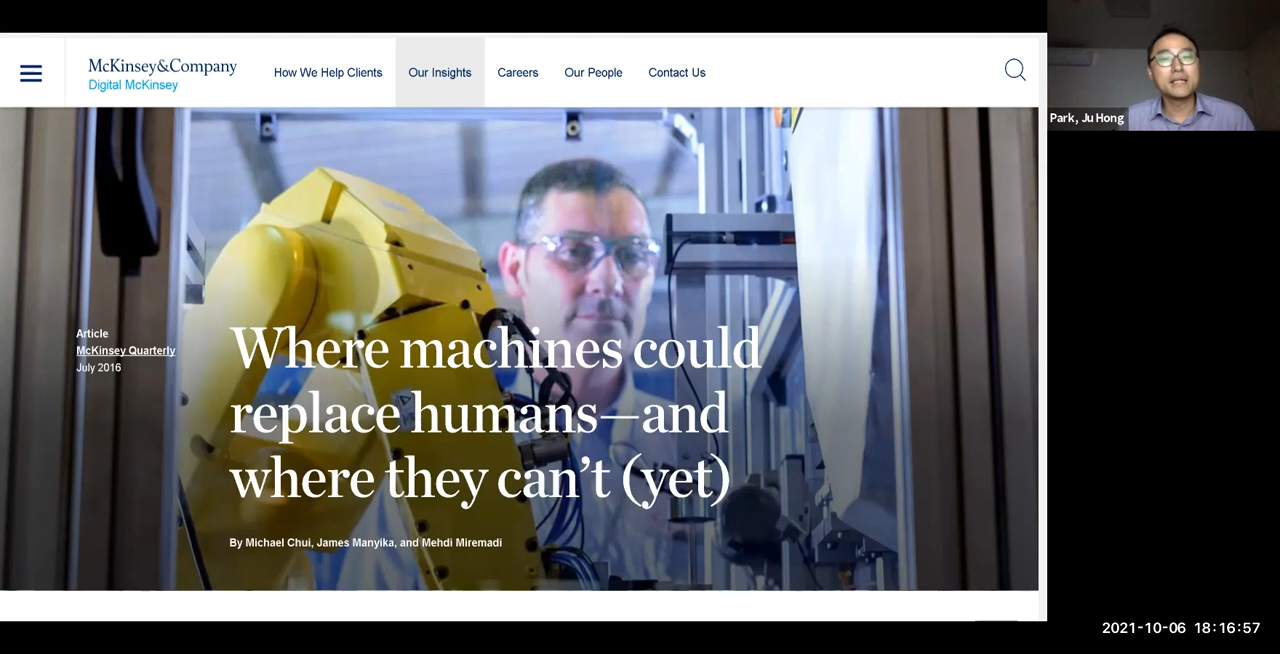 McKinsey&Company
Digital McKinsey
How We Help Clients
Our Insights
Careers
Our People
Contact Us
Park, Ju Hong
Article
McKinsey Quarterly
July 2016
Where machines could
replace humans—and
where they can't (yet)
By Michael Chui, James Manyika, and Mehdi Miremadi
2021-10-06 18:16:57